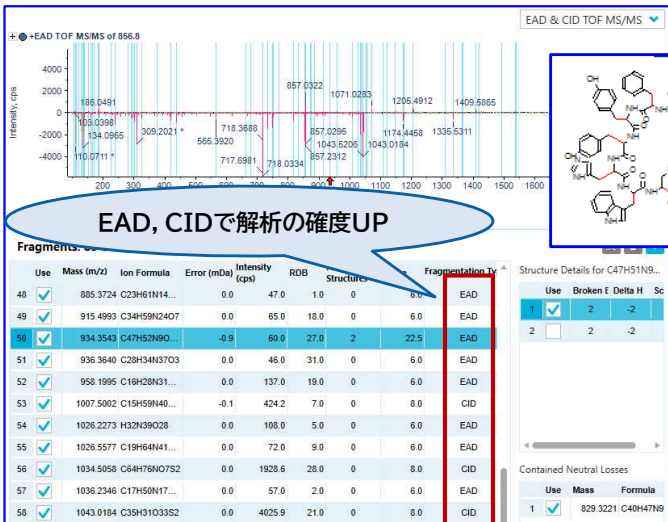 EAD & CID TOF MS/MS
+EAD TOF MS/MS of 856.8
Intensity, cps
4000
2000
0
-2000
-4000
186.0491
857.0322
1071.0283
1205.4912
1409.5865
103.0398
134.0965
110.0711 *
309.2021 *
565.3920
718.3688
717.6981
718.0334
857.0295
857.2312
1043.5206
1043.0184
1174.4458
1335.5311
200 300 400 500 600 700 800 900 1000 1100 1200 1300 1400 1500 1600
EAD, CIDで解析の確度UP
Fragments:
Use Mass (m/z) Ion Formula Error (mDa) Intensity (cps) RDB Structures Fragmentation Ty
48 885.3724 C23H61N14... 0.0 47.0 1.0 0 6.0 EAD
49 915.4993 C34H59N24O7 0.0 65.0 18.0 0 6.0 EAD
50 934.3543 C47H52N9O... -0.9 60.0 27.0 2 22.5 EAD
51 936.3640 C28H34N37O3 0.0 46.0 31.0 0 6.0 EAD
52 958.1995 C16H28N31... 0.0 137.0 19.0 0 6.0 EAD
53 1007.5002 C15H59N40... -0.1 424.2 7.0 0 8.0 CID
54 1026.2273 H32N39O28 0.0 108.0 5.0 0 6.0 EAD
55 1026.5577 C19H64N41... 0.0 72.0 9.0 0 6.0 EAD
56 1034.5058 C64H76NO7S2 0.0 1928.6 28.0 0 8.0 CID
57 1036.2346 C17H50N17... 0.0 57.0 2.0 0 6.0 EAD
58 1043.0184 C35H31O33S2 0.0 4025.9 21.0 0 8.0 CID
Structure Details for C47H51N9...
Use Broken E Delta H Sc
1 2 -2
2 2 -2
Contained Neutral Losses
Use Mass Formula
1 829.3221 C40H47N9